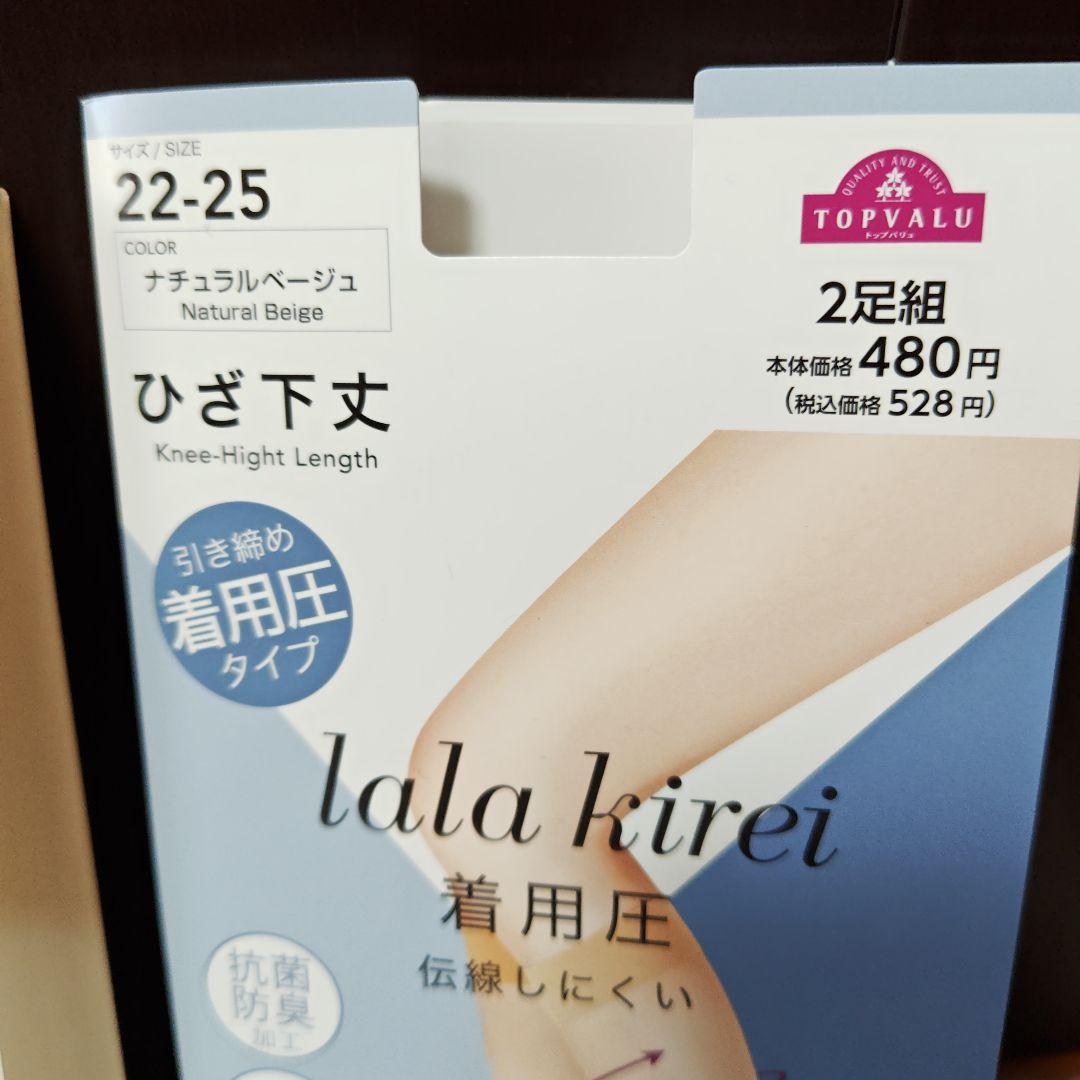 サイズ / SIZE
22-25
COLOR
ナチュラルベージュ
Natural Beige
ひざ下丈
Knee-Hight Length
引き締め
着用圧
タイプ
QUALITY AND TRUST
TOPVALU
トップバリュ
2足組
本体価格 480円
(税込価格 528円)
lala kirei
着用圧
伝線しにくい
抗菌
防臭
加工